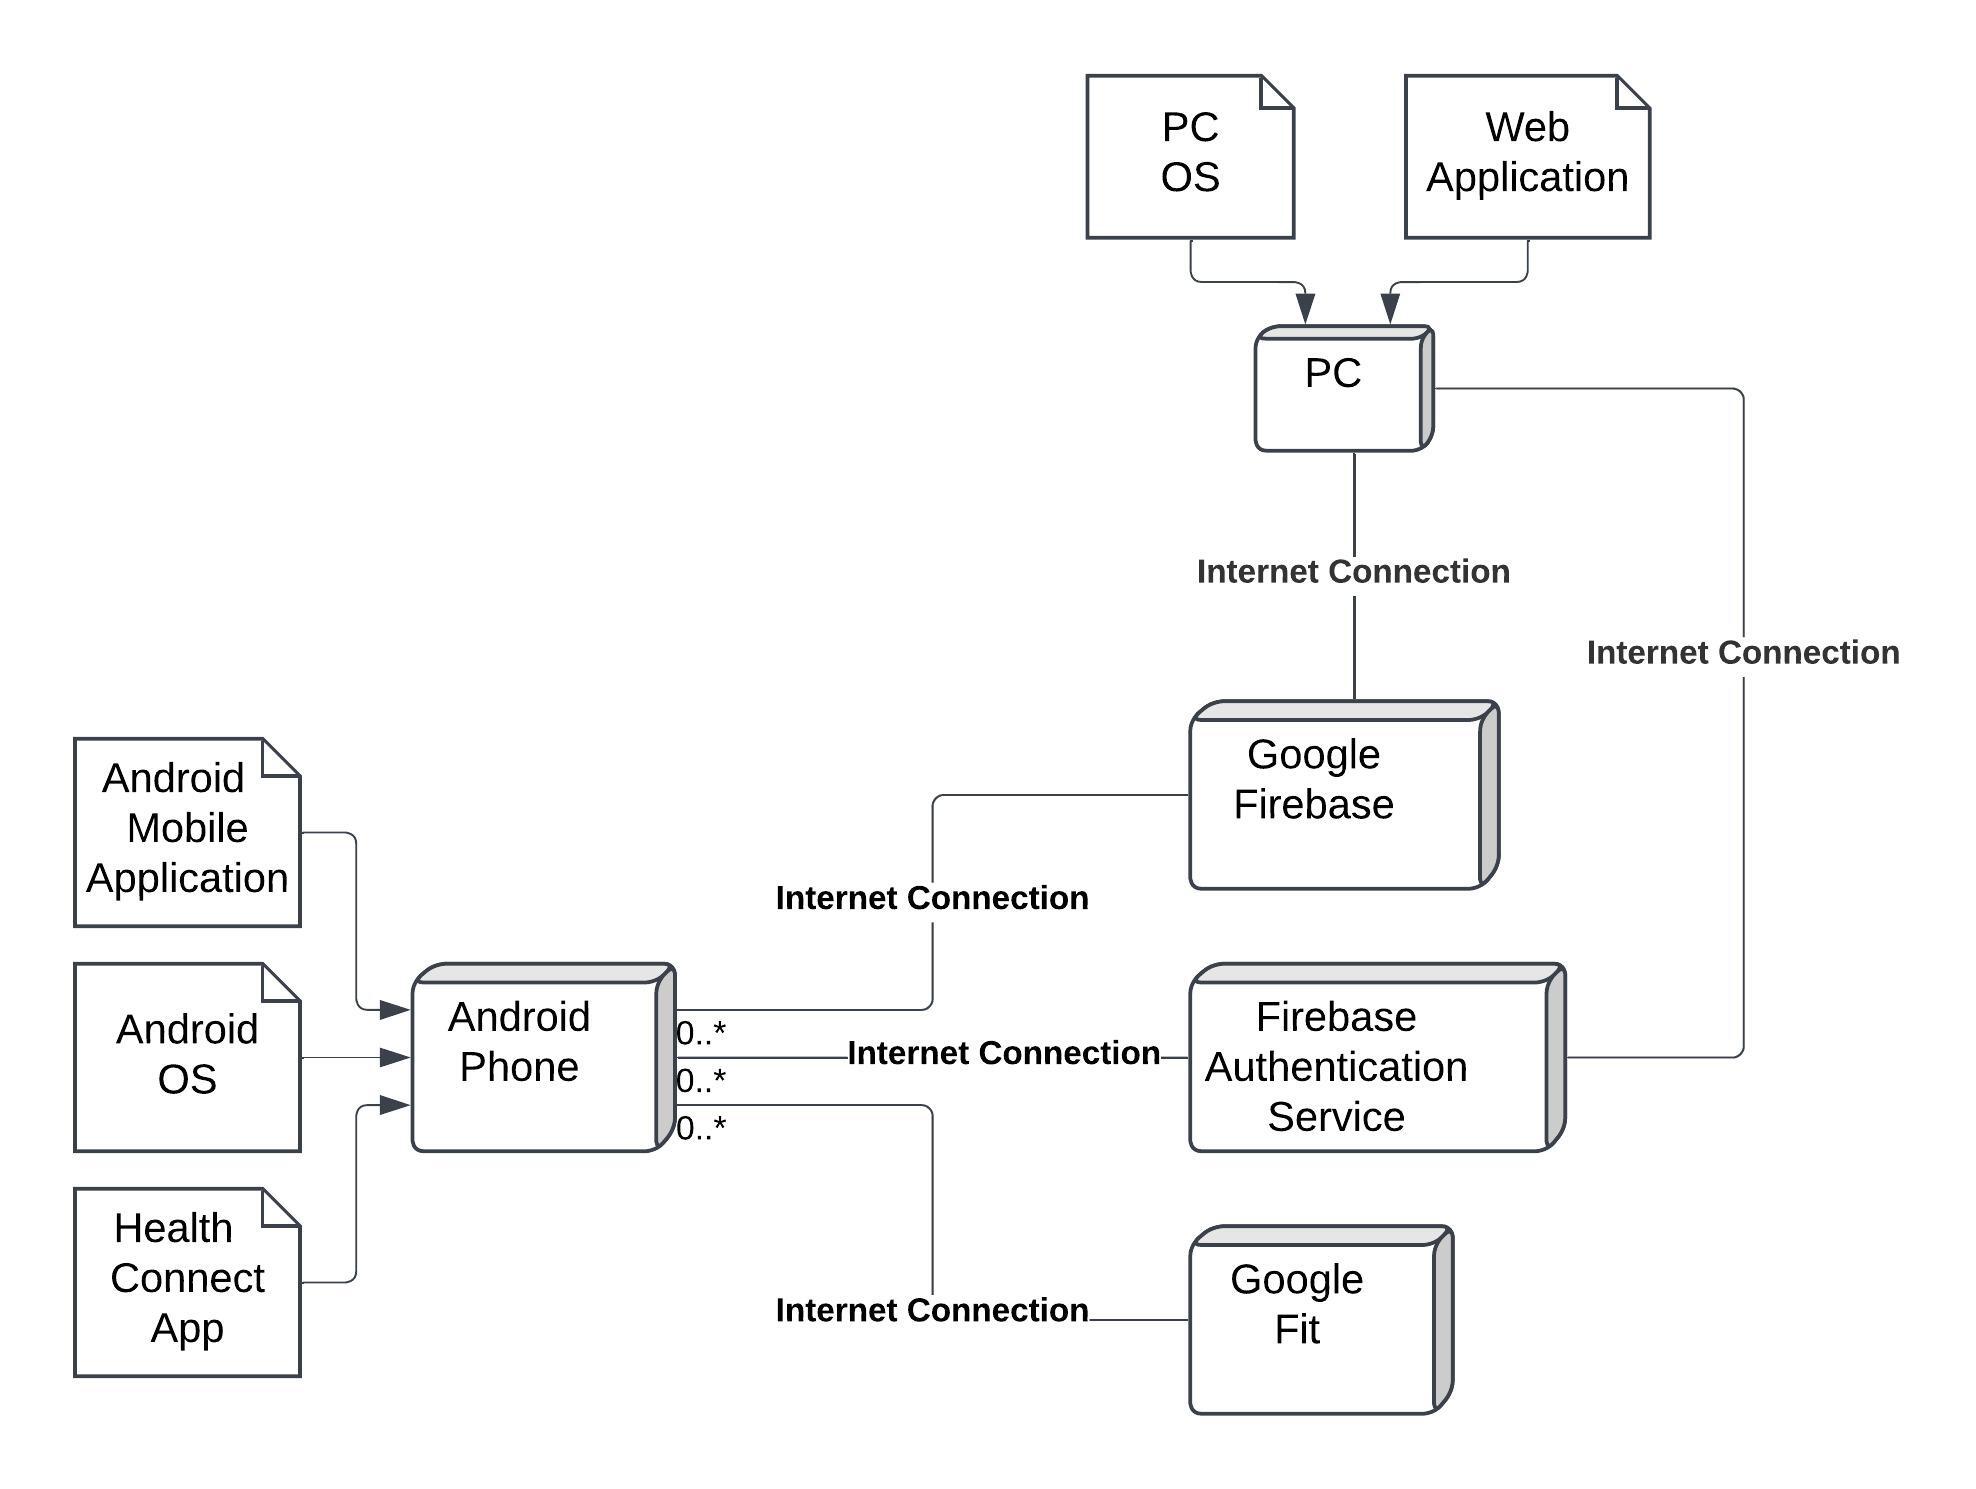 PC
OS
Web
Application
PC
Internet Connection
Internet Connection
Google
Firebase
Android
Mobile
Application
Internet Connection
Android
OS
Android
Phone
0..*
0..*
0..*
Internet Connection
Firebase
Authentication
Service
Health
Connect
App
Internet Connection
Google
Fit